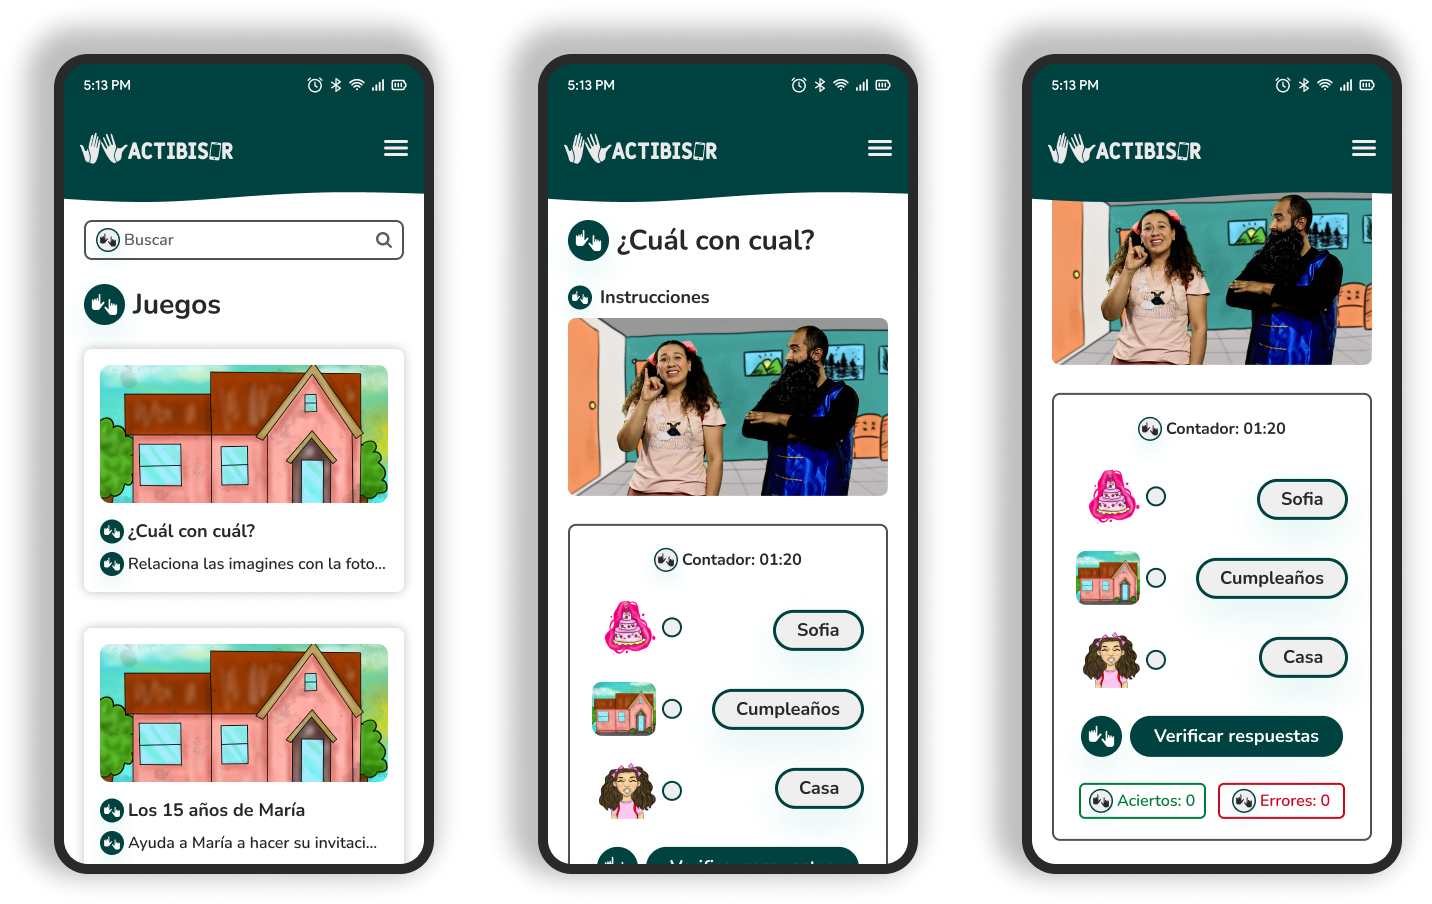 5:13 PM
ACTIBISOR
Buscar
Juegos
¿Cuál con cuál?
Relaciona las imagines con la foto...
Los 15 años de María
Ayuda a María a hacer su invitaci...
5:13 PM
ACTIBISOR
¿Cuál con cual?
Instrucciones
Contador: 01:20
Sofia
Cumpleaños
Casa
Verificar respuestas
5:13 PM
ACTIBISOR
Contador: 01:20
Sofia
Cumpleaños
Casa
Verificar respuestas
Aciertos: 0
Errores: 0